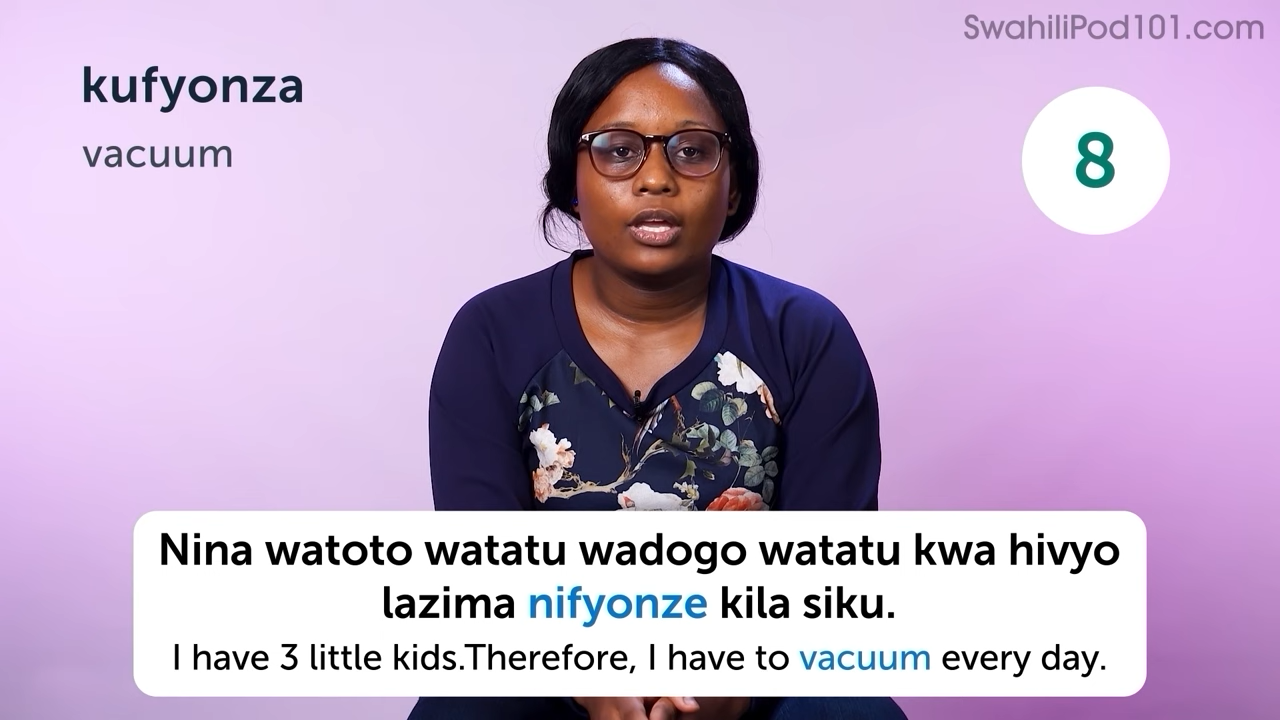 SwahiliPod101.com
kufyonza
vacuum
8
Nina watoto watatu wadogo watatu kwa hivyo
lazima nifyonze kila siku.
I have 3 little kids.Therefore, I have to vacuum every day.